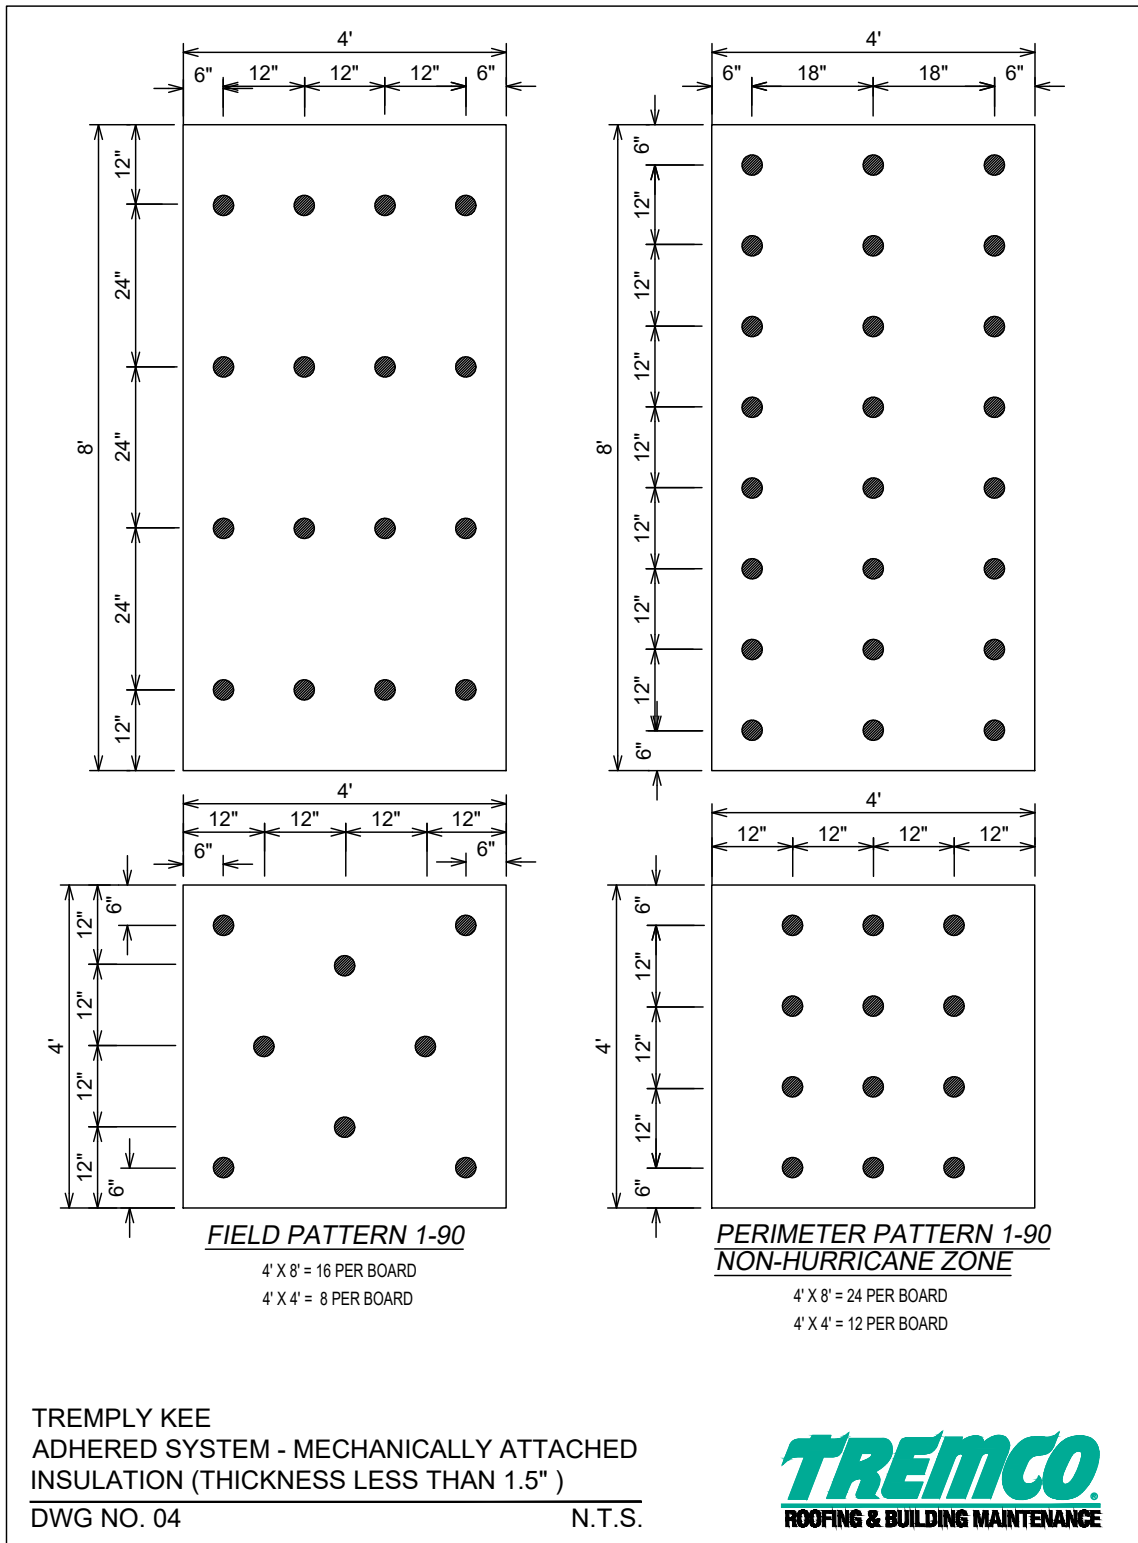 4'
6" 12" 12" 12" 6"
12"
24"
24"
24"
12"
8'
4'
6" 18" 18" 6"
6"
12"
12"
12"
12"
12"
12"
12"
6"
8'
4'
12" 12" 12" 12"
6" 6"
6"
12"
12"
12"
12"
6"
4'
4'
12" 12" 12" 12"
6"
12"
12"
12"
6"
4'
FIELD PATTERN 1-90
4' X 8' = 16 PER BOARD
4' X 4' = 8 PER BOARD
PERIMETER PATTERN 1-90
NON-HURRICANE ZONE
4' X 8' = 24 PER BOARD
4' X 4' = 12 PER BOARD
TREMPLY KEE
ADHERED SYSTEM - MECHANICALLY ATTACHED
INSULATION (THICKNESS LESS THAN 1.5" )
DWG NO. 04 N.T.S.
TREMCO®
ROOFING & BUILDING MAINTENANCE